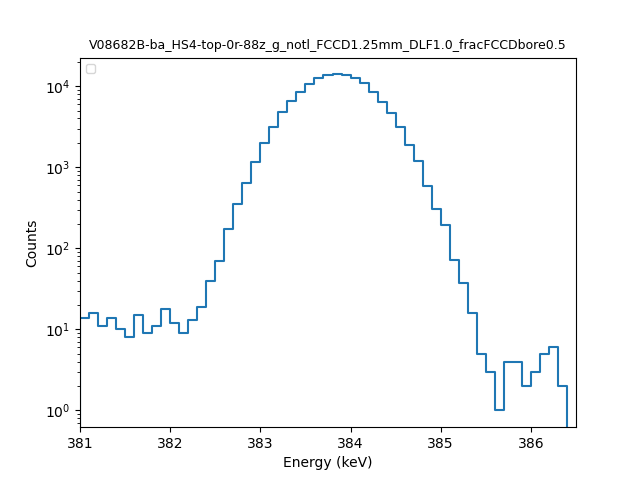 V08682B-ba_HS4-top-0r-88z_g_notl_FCCD1.25mm_DLF1.0_fracFCCDbore0.5
10⁴
10³
10²
10¹
10⁰
Counts
381 382 383 384 385 386
Energy (keV)